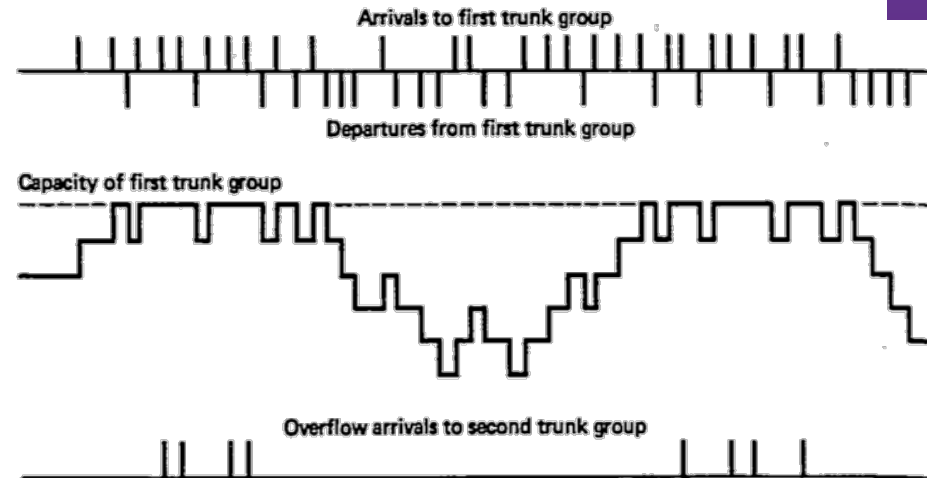 Arrivals to first trunk group
Departures from first trunk group
Capacity of first trunk group
Overflow arrivals to second trunk group